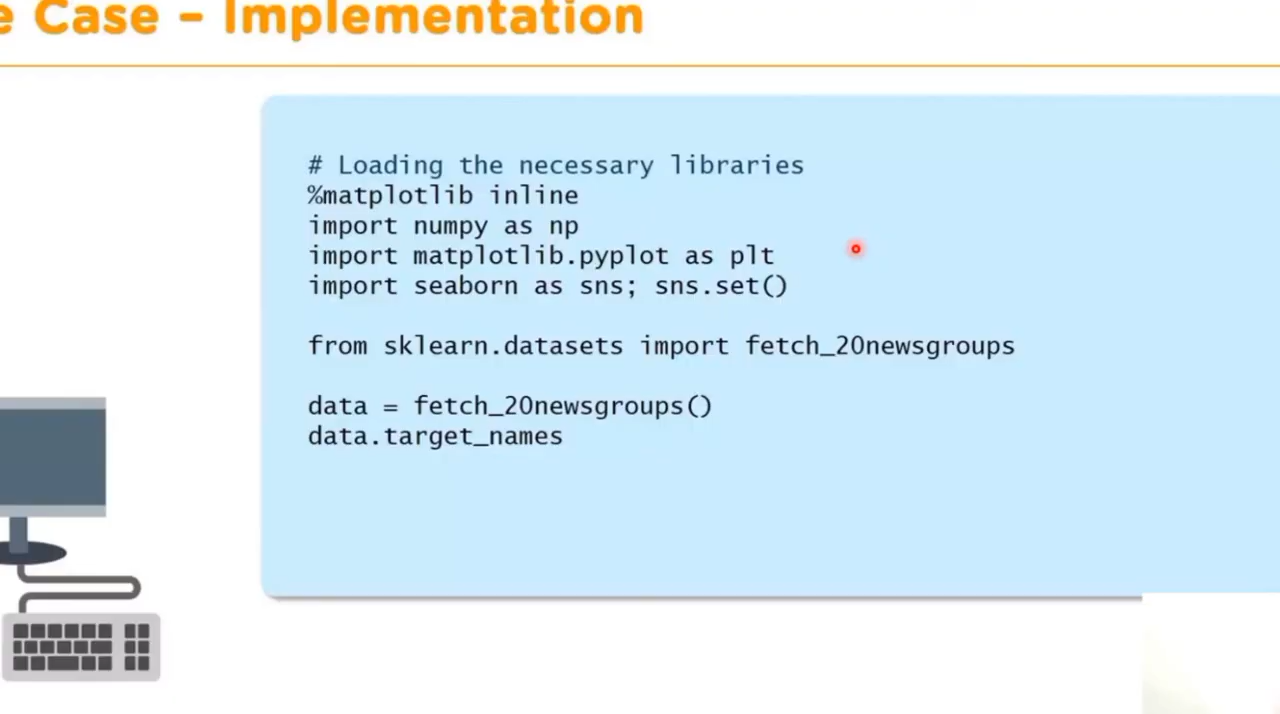 e Case – Implementation
# Loading the necessary libraries
%matplotlib inline
import numpy as np
import matplotlib.pyplot as plt
import seaborn as sns; sns.set()
from sklearn.datasets import fetch_20newsgroups
data = fetch_20newsgroups()
data.target_names